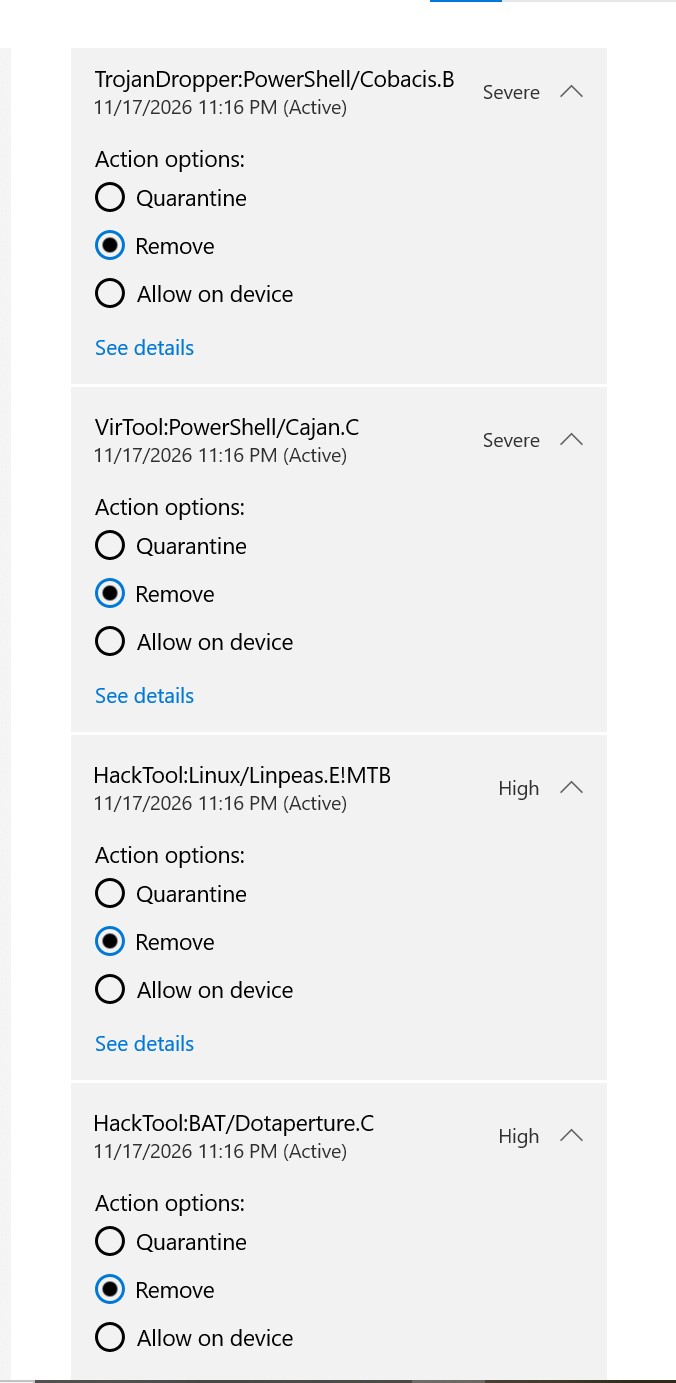 TrojanDropper:PowerShell/Cobacis.B
Severe
11/17/2026 11:16 PM (Active)
Action options:
Quarantine
Remove
Allow on device
See details
VirTool:PowerShell/Cajan.C
Severe
11/17/2026 11:16 PM (Active)
Action options:
Quarantine
Remove
Allow on device
See details
HackTool:Linux/Linpeas.E!MTB
High
11/17/2026 11:16 PM (Active)
Action options:
Quarantine
Remove
Allow on device
See details
HackTool:BAT/Dotaperture.C
High
11/17/2026 11:16 PM (Active)
Action options:
Quarantine
Remove
Allow on device